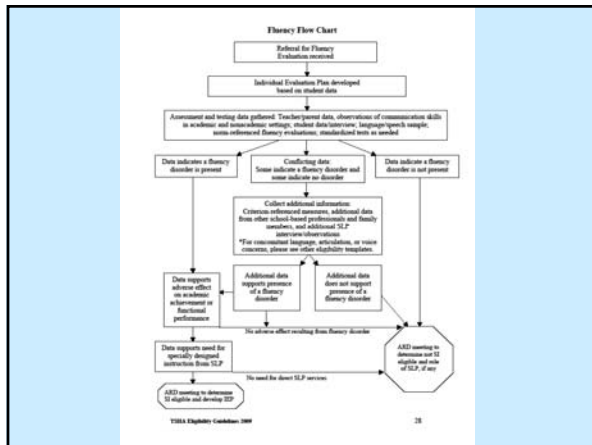 Fluency Flow Chart
Referral for Fluency
Evaluation received
Individual Evaluation Plan developed
based on student data
Assessment and testing data gathered: Teacher/parent data, observations of communication skills
in academic and nonacademic settings; student data/interview; language/speech sample;
norm-referenced fluency evaluations; standardized tests as needed
Data indicates a fluency
disorder is present
Conflicting data:
Some indicate a fluency disorder and
some indicate no disorder
Data indicate a fluency
disorder is not present
Collect additional information:
Criterion referenced measures, additional data
from other school-based professionals and family
members, and additional SLP
interview/observations
*For concomitant language, articulation, or voice
concerns, please see other eligibility templates.
Data supports
adverse effect
on academic
achievement or
functional
performance
Additional data
supports presence
of a fluency
disorder
Additional data
does not support
presence of a
fluency disorder
No adverse effect resulting from fluency disorder
Data supports need for
specially designed
instruction from SLP
ARD meeting to
determine not SI
eligible and role
of SLP, if any
No need for direct SLP services
ARD meeting to determine
SI eligible and develop IEP
TSHA Eligibility Guidelines 2009
28